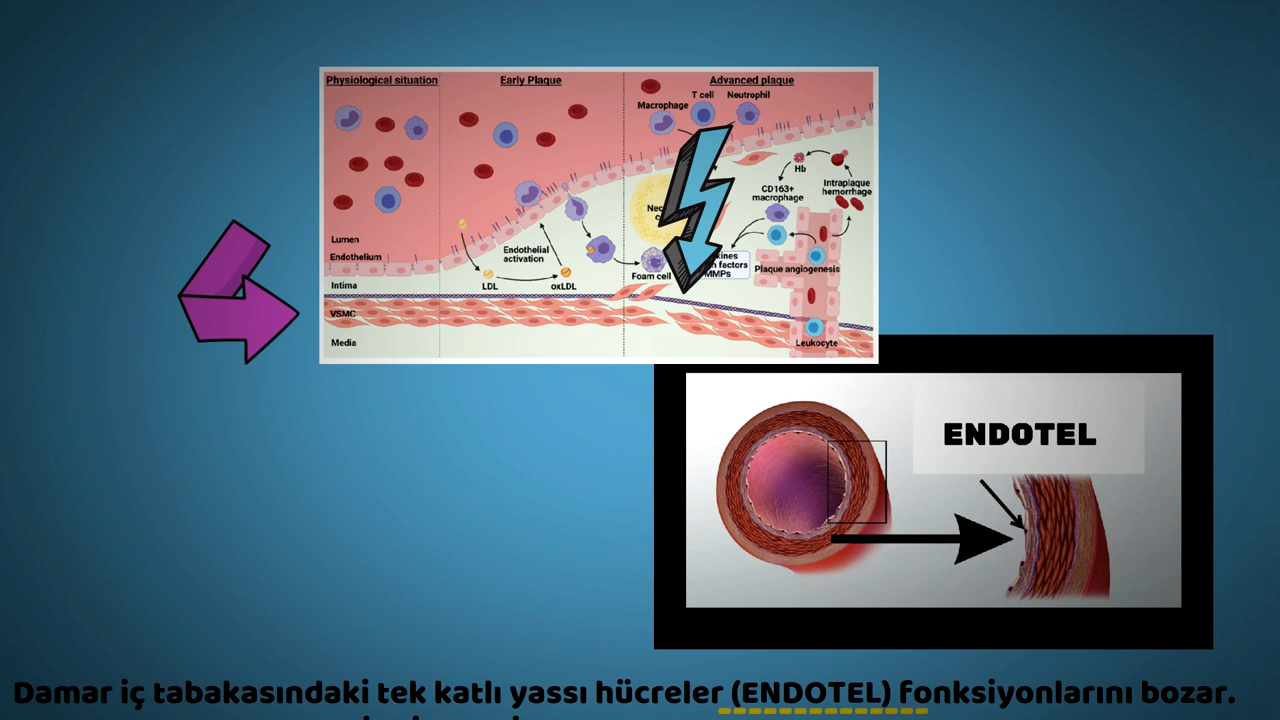 Physiological situation
Early Plaque
Advanced plaque
T cell
Neutrophil
Macrophage
Hb
CD163+
macrophage
Intraplaque
hemorrhage
Lumen
Endothelium
Endothelial
activation
Foam cell
factors
MMPs
Plaque angiogenesis
Intima
LDL
oxLDL
VSMC
Media
Leukocyte
ENDOTEL
Damar iç tabakasındaki tek katlı yassı hücreler (ENDOTEL) fonksiyonlarını bozar.